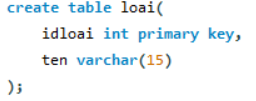 create table loai(
    idloai int primary key,
    ten varchar(15)
);